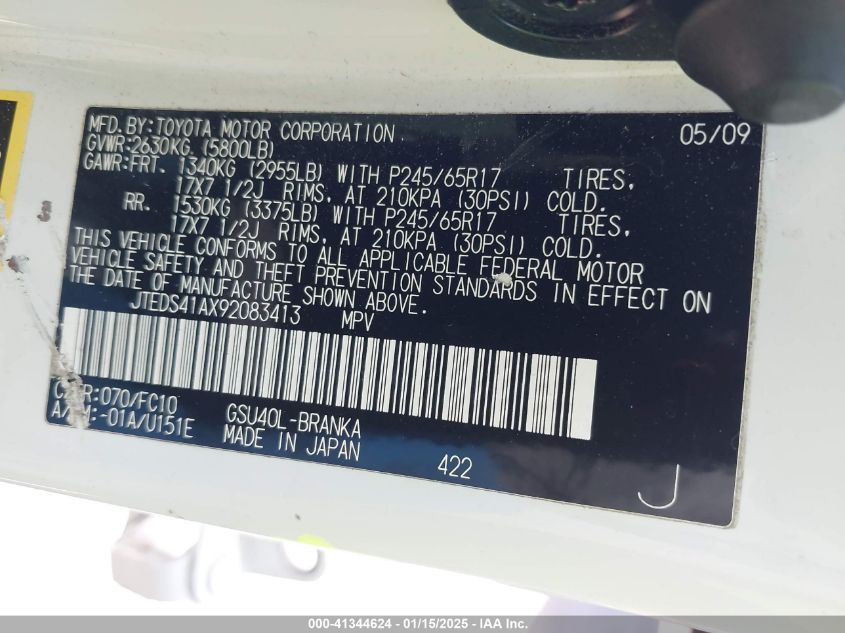 MFD.BY:TOYOTA MOTOR CORPORATION 05/09
GVWR:2630KG (5800LB)
GAWR:FRT. 1340KG (2955LB) WITH P245/65R17 TIRES,
17X7 1/2J RIMS, AT 210KPA (30PSI) COLD.
RR. 1530KG (3375LB) WITH P245/65R17 TIRES,
17X7 1/2J RIMS, AT 210KPA (30PSI) COLD.
THIS VEHICLE CONFORMS TO ALL APPLICABLE FEDERAL MOTOR
VEHICLE SAFETY AND THEFT PREVENTION STANDARDS IN EFFECT ON
THE DATE OF MANUFACTURE SHOWN ABOVE.
JTEDS41AX92083413 MPV
070/FC10 GSU40L-BRANKA
-01A/U151E MADE IN JAPAN 422
J
000-41344624 - 01/15/2025 - IAA Inc.